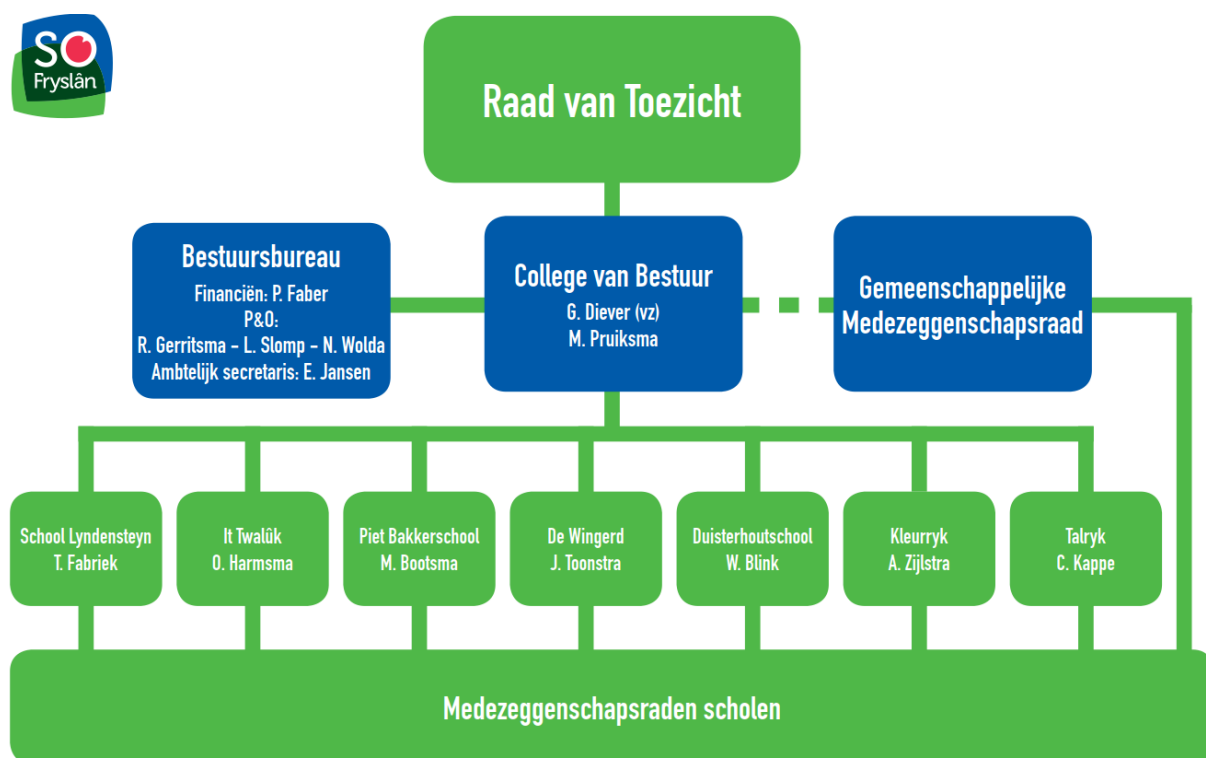 SO
Fryslân
Raad van Toezicht
Bestuursbureau
Financiën: P. Faber
P&O:
R. Gerritsma – L. Slomp – N. Wolda
Ambtelijk secretaris: E. Jansen
College van Bestuur
G. Diever (vz)
M. Pruiksma
Gemeenschappelijke
Medezeggenschapsraad
School Lyndensteyn
T. Fabriek
It Twalûk
O. Harmsma
Piet Bakkerschool
M. Bootsma
De Wingerd
J. Toonstra
Duisterhoutschool
W. Blink
Kleurryk
A. Zijlstra
Talryk
C. Kappe
Medezeggenschapsraden scholen